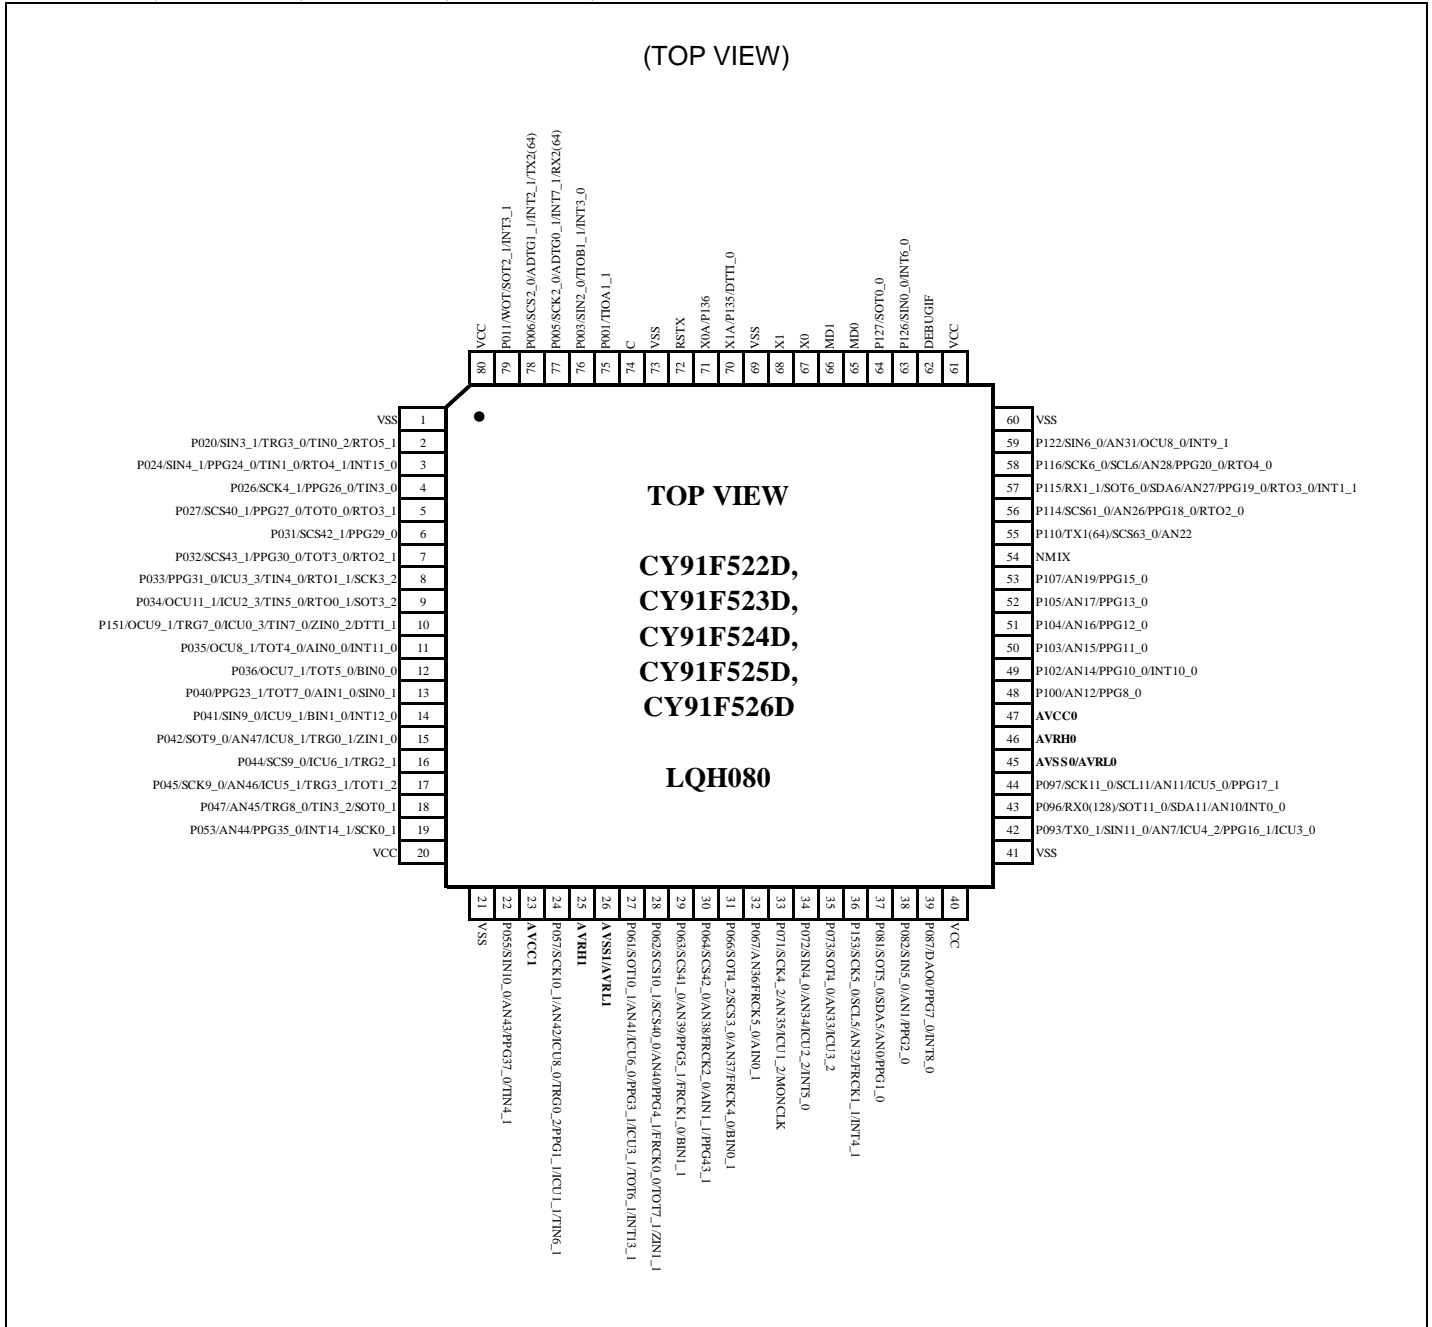 (TOP VIEW)
80 VCC
79 P011/WOT/SOT2_1/INT3_1
78 P006/SCS2_0/ADTG1_1/INT2_1/TX2(64)
77 P005/SCK2_0/ADTG0_1/INT7_1/RX2(64)
76 P003/SIN2_0/TIOB1_1/INT3_0
75 P001/TIOA1_1
74 C
73 VSS
72 RSTX
71 X0A/P136
70 X1A/P135/DTTI_0
69 VSS
68 X1
67 X0
66 MD1
65 MD0
64 P127/SOT0_0
63 P126/SIN0_0/INT6_0
62 DEBUGIF
61 VCC
VSS 1
P020/SIN3_1/TRG3_0/TIN0_2/RTO5_1 2
P024/SIN4_1/PPG24_0/TIN1_0/RTO4_1/INT15_0 3
P026/SCK4_1/PPG26_0/TIN3_0 4
P027/SCS40_1/PPG27_0/TOT0_0/RTO3_1 5
P031/SCS42_1/PPG29_0 6
P032/SCS43_1/PPG30_0/TOT3_0/RTO2_1 7
P033/PPG31_0/ICU3_3/TIN4_0/RTO1_1/SCK3_2 8
P034/OCU11_1/ICU2_3/TIN5_0/RTO0_1/SOT3_2 9
P151/OCU9_1/TRG7_0/ICU0_3/TIN7_0/ZIN0_2/DTTI_1 10
P035/OCU8_1/TOT4_0/AIN0_0/INT11_0 11
P036/OCU7_1/TOT5_0/BIN0_0 12
P040/PPG23_1/TOT7_0/AIN1_0/SIN0_1 13
P041/SIN9_0/ICU9_1/BIN1_0/INT12_0 14
P042/SOT9_0/AN47/ICU8_1/TRG0_1/ZIN1_0 15
P044/SCS9_0/ICU6_1/TRG2_1 16
P045/SCK9_0/AN46/ICU5_1/TRG3_1/TOT1_2 17
P047/AN45/TRG8_0/TIN3_2/SOT0_1 18
P053/AN44/PPG35_0/INT14_1/SCK0_1 19
VCC 20
TOP VIEW
CY91F522D,
CY91F523D,
CY91F524D,
CY91F525D,
CY91F526D
LQH080
60 VSS
59 P122/SIN6_0/AN31/OCU8_0/INT9_1
58 P116/SCK6_0/SCL6/AN28/PPG20_0/RTO4_0
57 P115/RX1_1/SOT6_0/SDA6/AN27/PPG19_0/RTO3_0/INT1_1
56 P114/SCS61_0/AN26/PPG18_0/RTO2_0
55 P110/TX1(64)/SCS63_0/AN22
54 NMIX
53 P107/AN19/PPG15_0
52 P105/AN17/PPG13_0
51 P104/AN16/PPG12_0
50 P103/AN15/PPG11_0
49 P102/AN14/PPG10_0/INT10_0
48 P100/AN12/PPG8_0
47 AVCC0
46 AVRH0
45 AVSS0/AVRL0
44 P097/SCK11_0/SCL11/AN11/ICU5_0/PPG17_1
43 P096/RX0(128)/SOT11_0/SDA11/AN10/INT0_0
42 P093/TX0_1/SIN11_0/AN7/ICU4_2/PPG16_1/ICU3_0
41 VSS
21 VSS
22 P055/SIN10_0/AN43/PPG37_0/TIN4_1
23 AVCC1
24 P057/SCK10_1/AN42/ICU8_0/TRG0_2/PPG1_1/ICU1_1/TIN6_1
25 AVRH1
26 AVSS1/AVRL1
27 P061/SOT10_1/AN41/ICU6_0/PPG3_1/ICU3_1/TOT6_1/INT13_1
28 P062/SCS10_1/SCS40_0/AN40/PPG4_1/FRCK0_0/TOT7_1/ZIN1_1
29 P063/SCS41_0/AN39/PPG5_1/FRCK1_0/BIN1_1
30 P064/SCS42_0/AN38/FRCK2_0/AIN1_1/PPG43_1
31 P066/SOT4_2/SCS3_0/AN37/FRCK4_0/BIN0_1
32 P067/AN36/FRCK5_0/AIN0_1
33 P071/SCK4_2/AN35/ICU1_2/MONCLK
34 P072/SIN4_0/AN34/ICU2_2/INT5_0
35 P073/SOT4_0/AN33/ICU3_2
36 P153/SCK5_0/SCL5/AN32/FRCK1_1/INT4_1
37 P081/SOT5_0/SDA5/AN0/PPG1_0
38 P082/SIN5_0/AN1/PPG2_0
39 P087/DAO0/PPG7_0/INT8_0
40 VCC